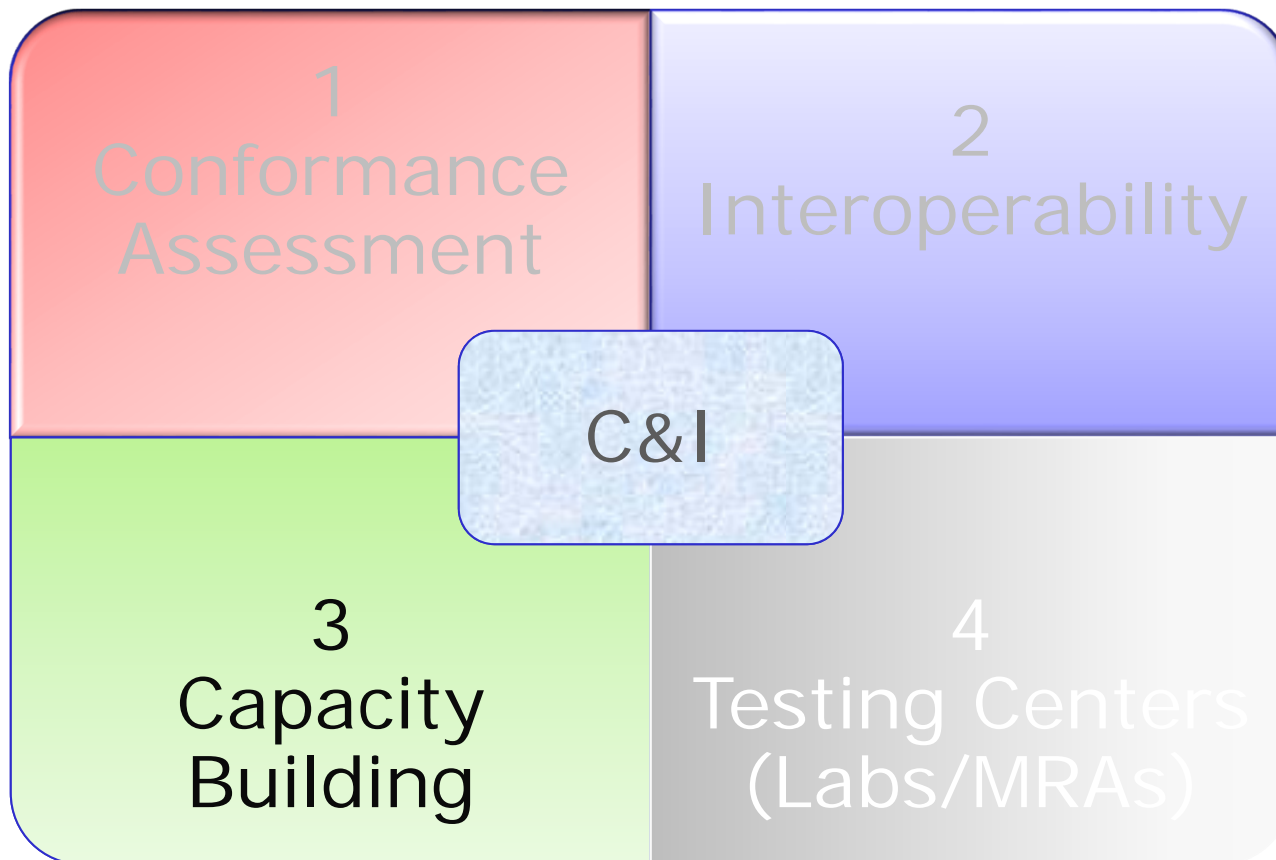 1
Conformance
Assessment
2
Interoperability
C&I
3
Capacity
Building
4
Testing Centers
(Labs/MRAs)